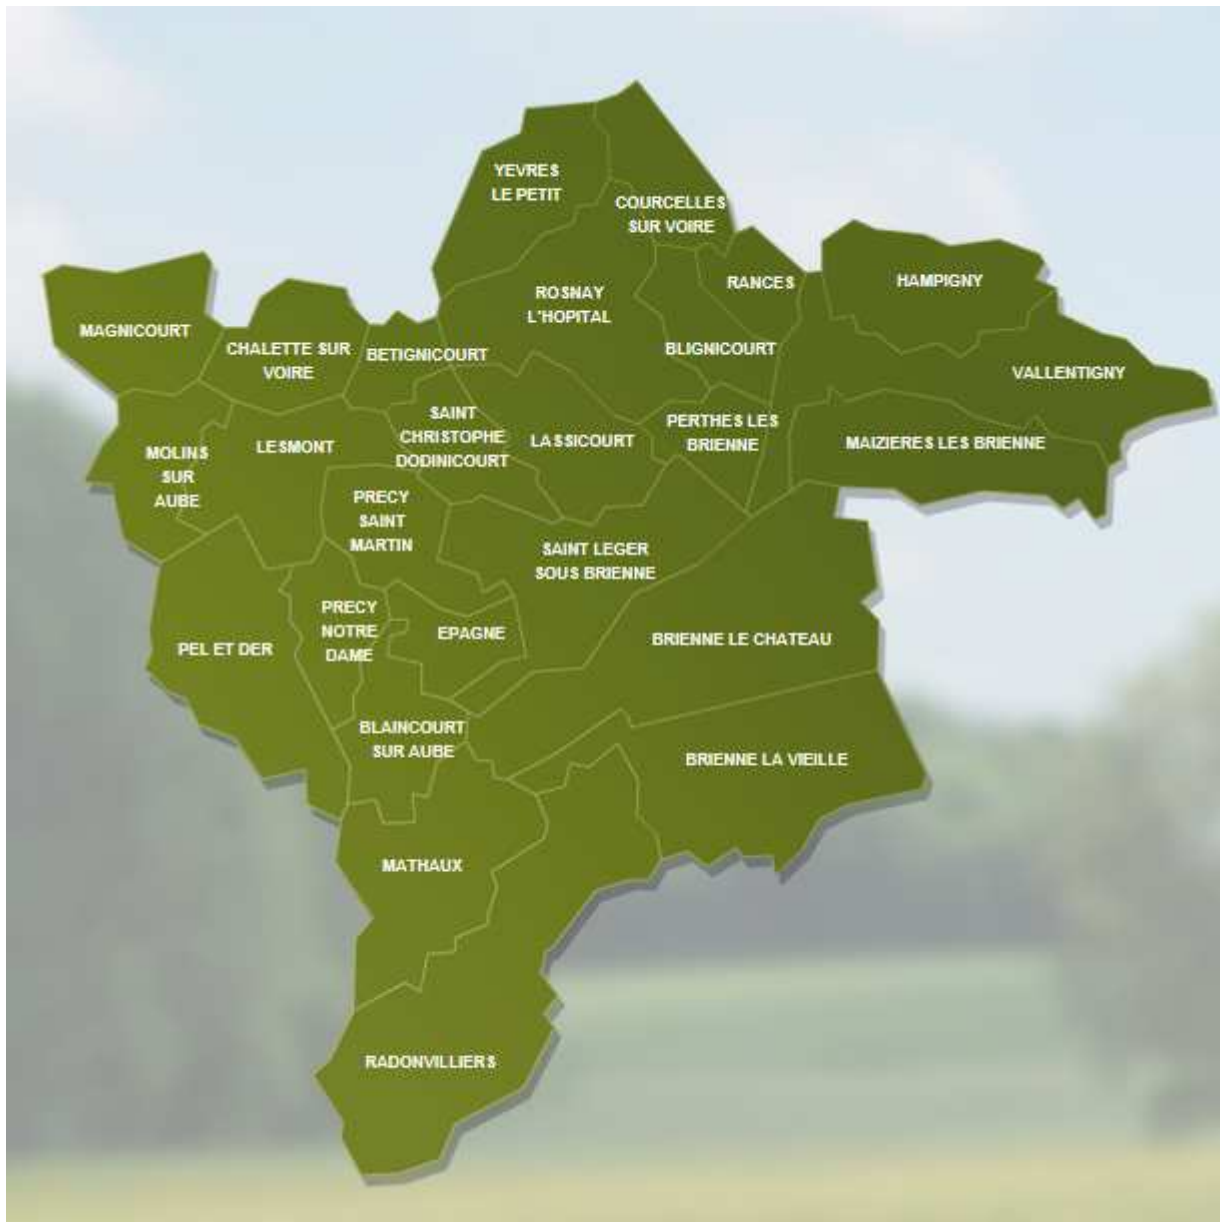 YEVRES
LE PETIT
COURCELLES
SUR VOIRE
RANCES
HAMPIGNY
ROSNAY
L'HOPITAL
MAGNICOURT
CHALETTE SUR
VOIRE
BETIGNICOURT
BLIGNICOURT
VALLENTIGNY
SAINT
CHRISTOPHE
DODINICOURT
LASSICOURT
PERTHES LES
BRIENNE
MAIZIERES LES BRIENNE
MOLINS
SUR
AUBE
LESMONT
PRECY
SAINT
MARTIN
SAINT LEGER
SOUS BRIENNE
PRECY
NOTRE
DAME
EPAGNE
BRIENNE LE CHATEAU
PEL ET DER
BLAINCOURT
SUR AUBE
BRIENNE LA VIEILLE
MATHAUX
RADONVILLIERS